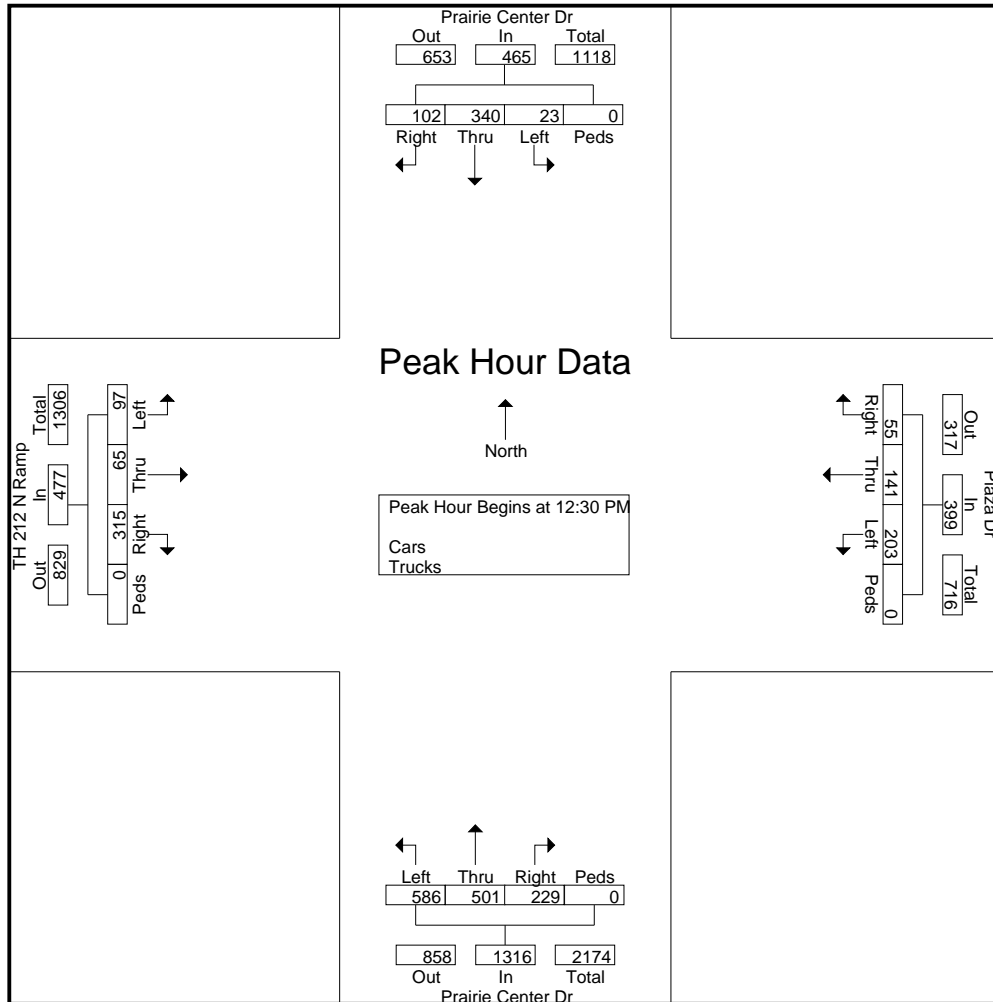 Prairie Center Dr
Out In Total
653 465 1118
102 340 23 0
Right Thru Left Peds
Peak Hour Data
North
Peak Hour Begins at 12:30 PM
Cars
Trucks
TH 212 N Ramp
Out In Total
829 477 1306
97 65 315 0
Left Thru Right Peds
Plaza Dr
Out In Total
317 399 716
55 141 203 0
Right Thru Left Peds
Left Thru Right Peds
586 501 229 0
858 1316 2174
Out In Total
Prairie Center Dr